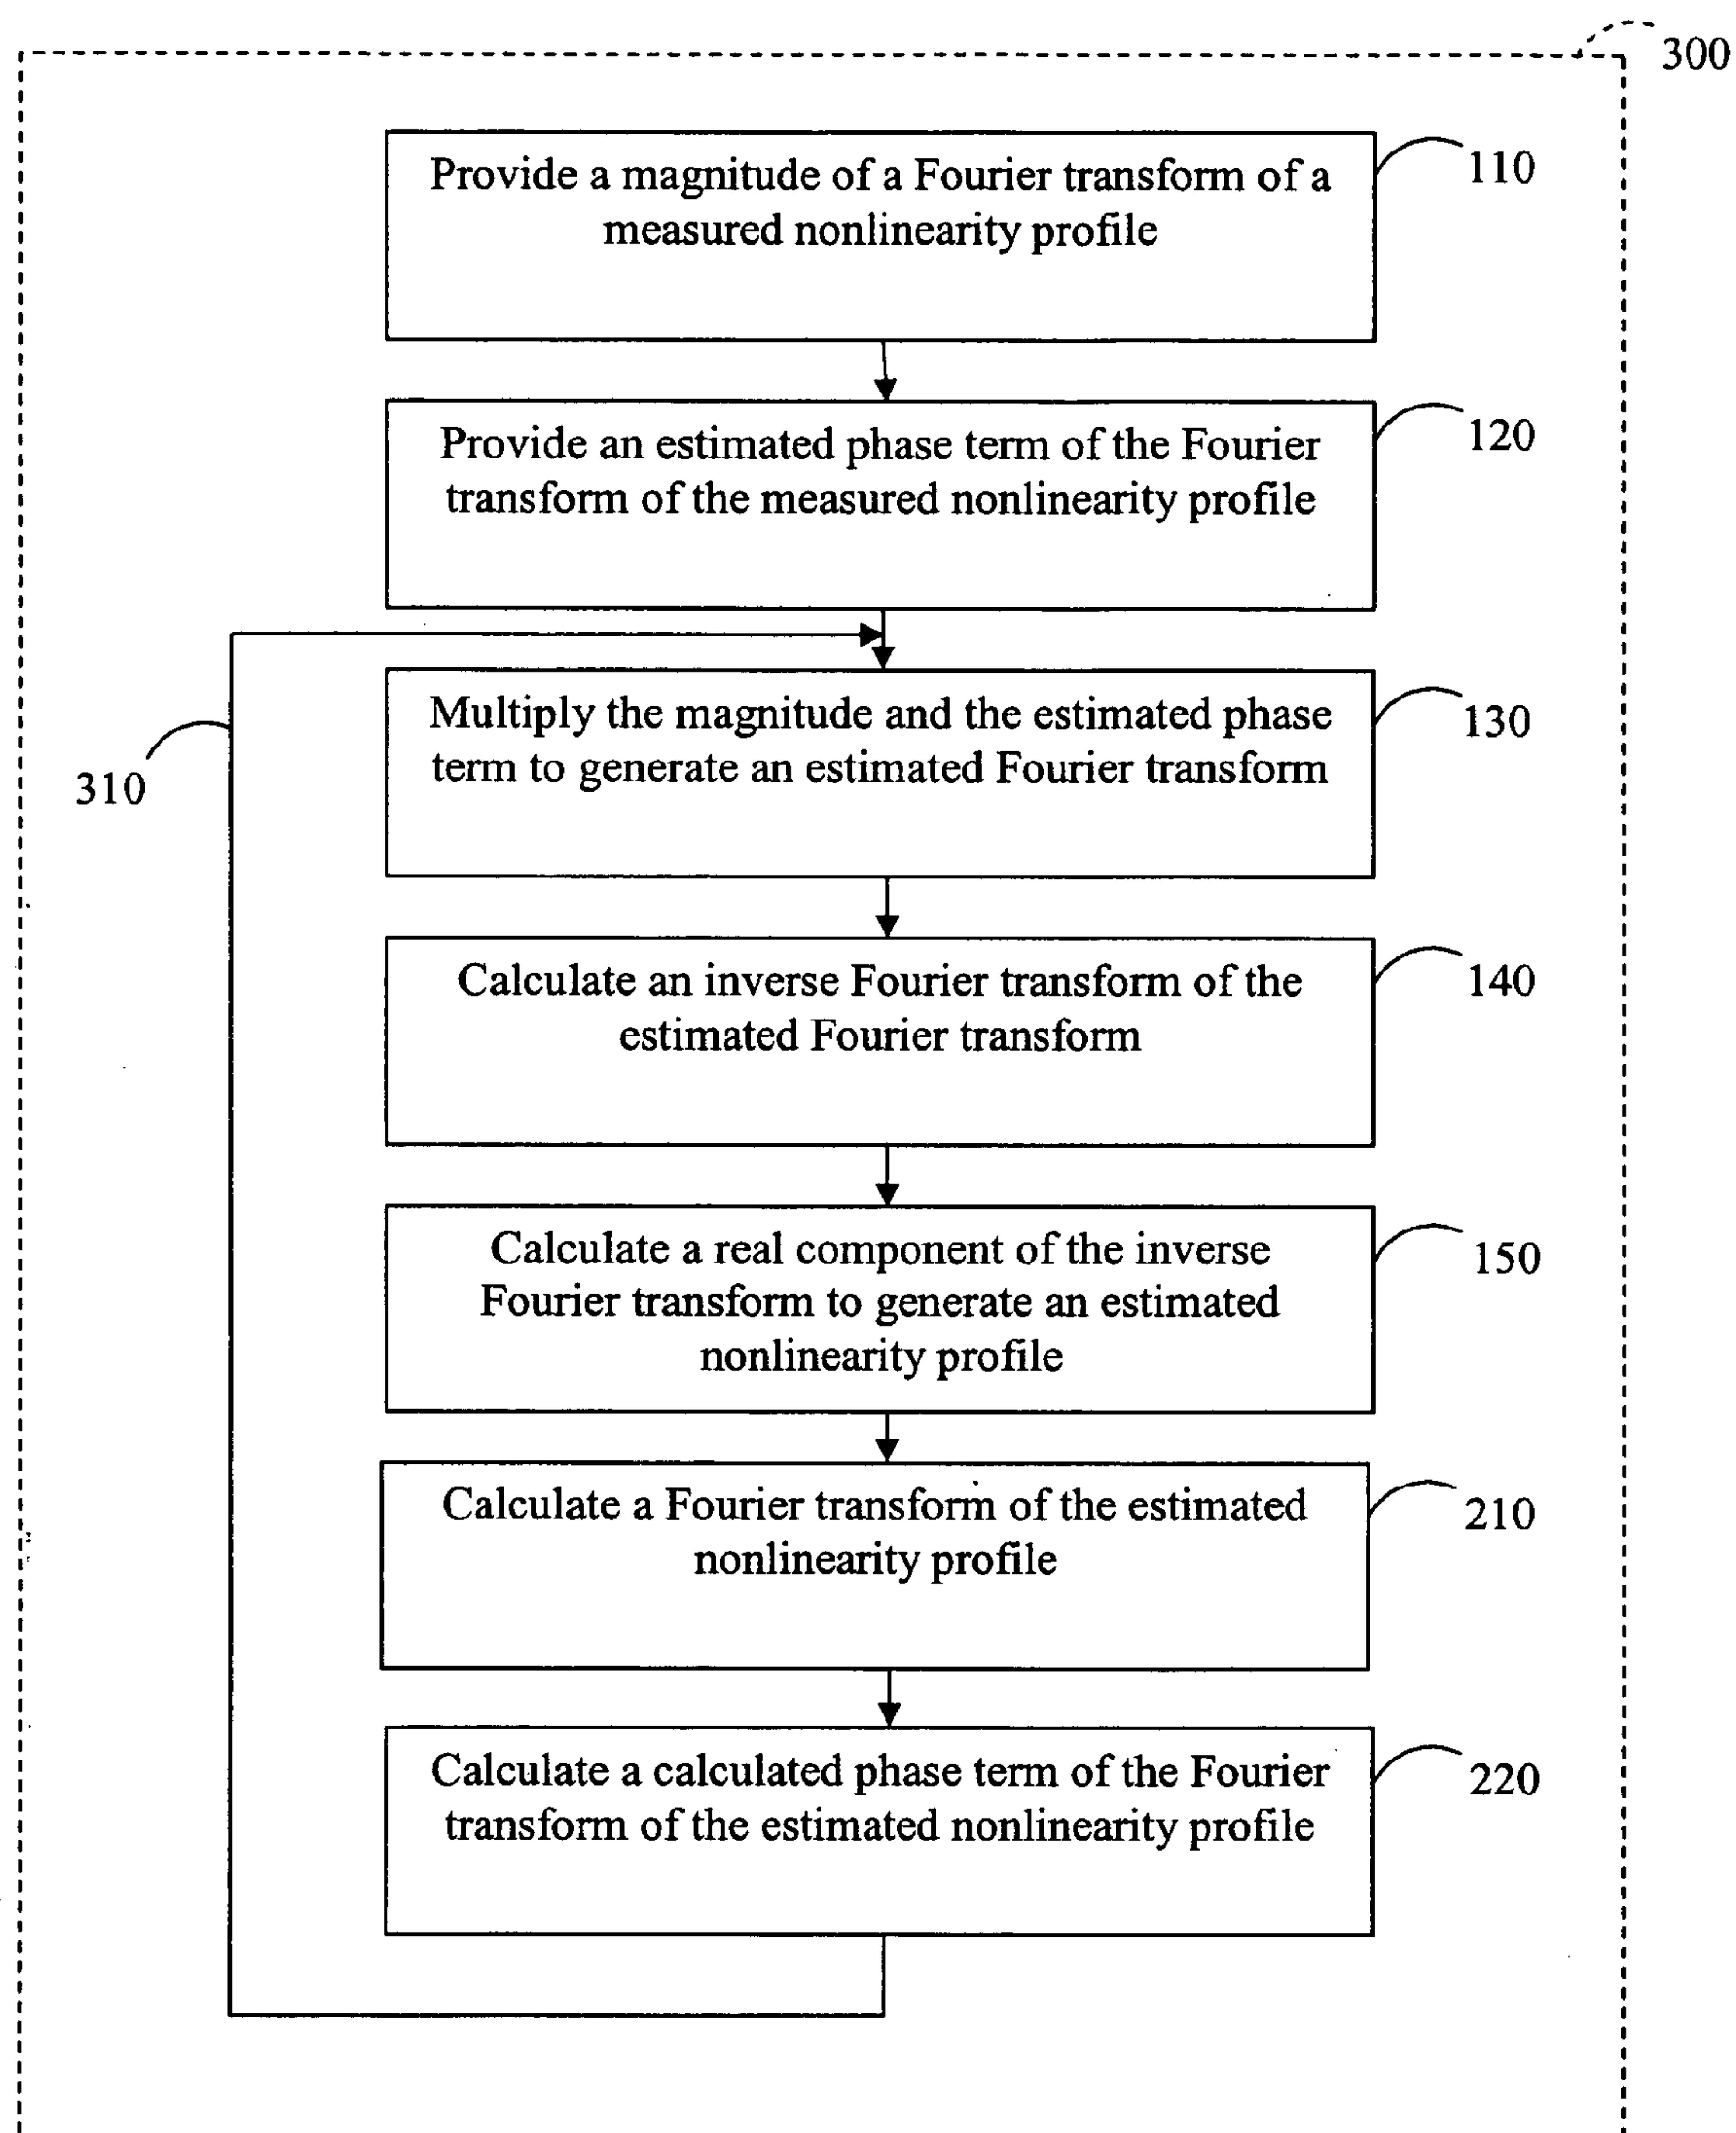 300
Provide a magnitude of a Fourier transform of a
measured nonlinearity profile
110
Provide an estimated phase term of the Fourier
transform of the measured nonlinearity profile
120
Multiply the magnitude and the estimated phase
term to generate an estimated Fourier transform
130
310
Calculate an inverse Fourier transform of the
estimated Fourier transform
140
Calculate a real component of the inverse
Fourier transform to generate an estimated
nonlinearity profile
150
Calculate a Fourier transform of the estimated
nonlinearity profile
210
Calculate a calculated phase term of the Fourier
transform of the estimated nonlinearity profile
220